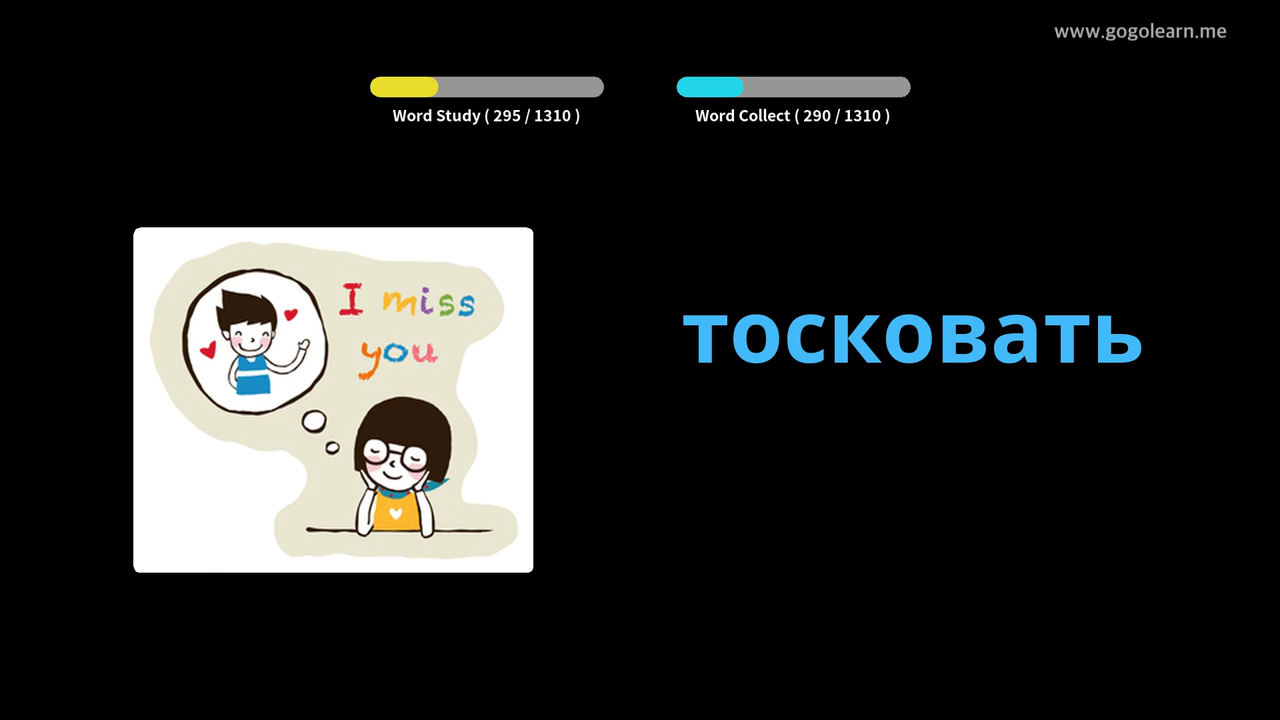 www.gogolearn.me
Word Study ( 295 / 1310 )
Word Collect ( 290 / 1310 )
I miss
you
тосковать